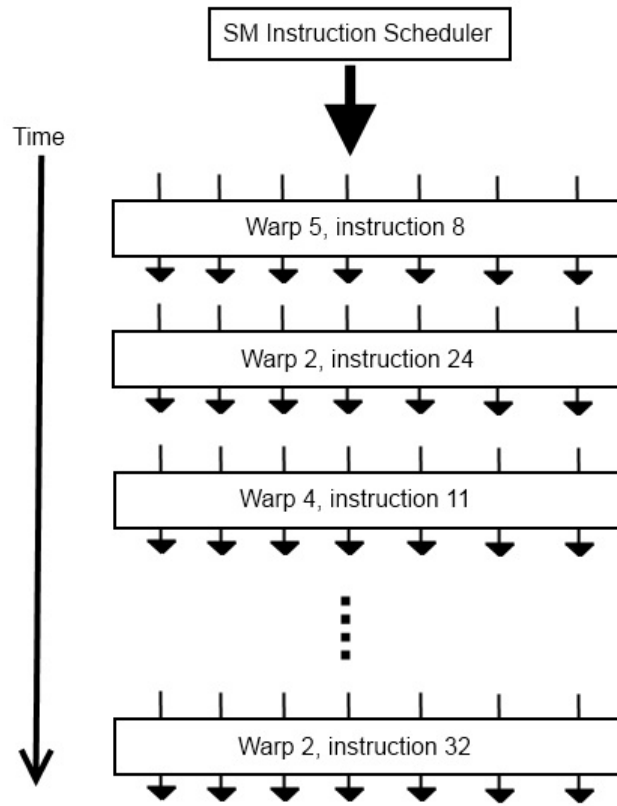 SM Instruction Scheduler
Time
Warp 5, instruction 8
Warp 2, instruction 24
Warp 4, instruction 11
Warp 2, instruction 32